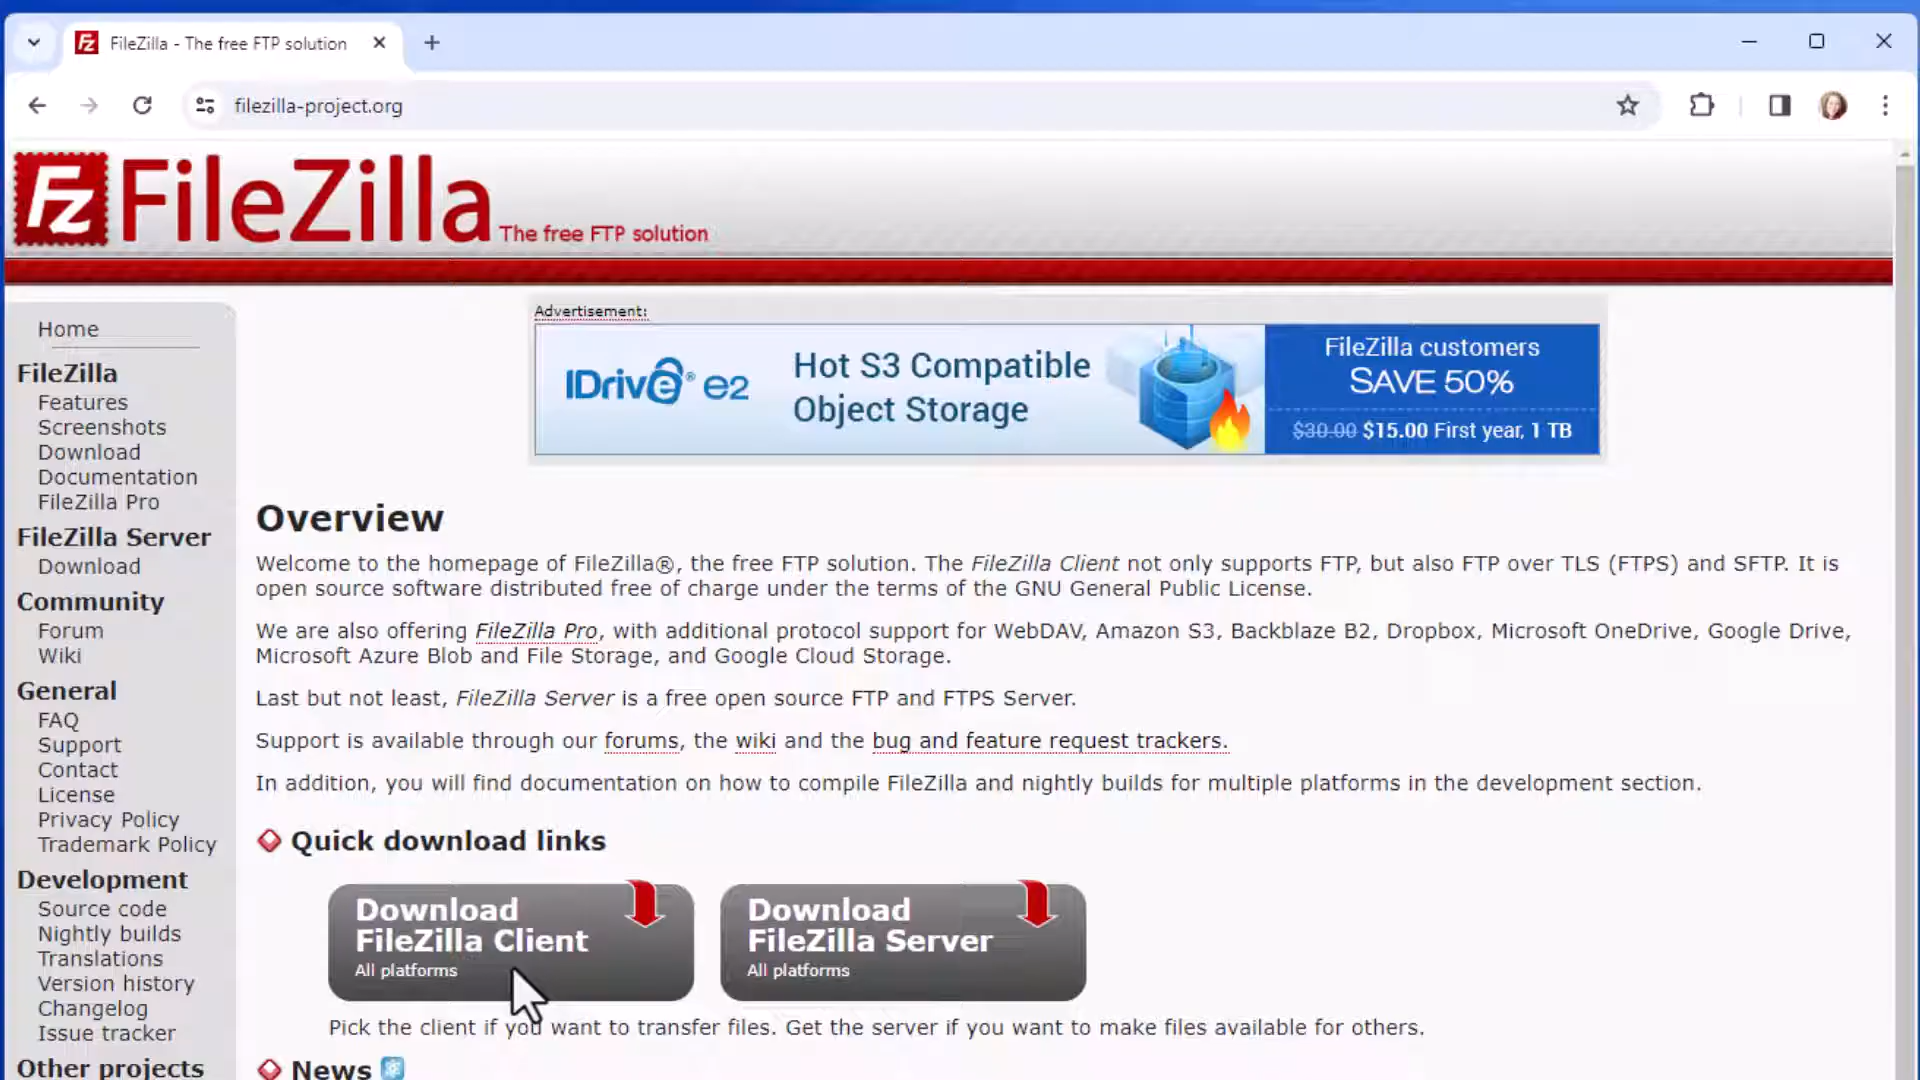 FileZilla - The free FTP solution
filezilla-project.org
Fz FileZilla The free FTP solution
Home
FileZilla
Features
Screenshots
Download
Documentation
FileZilla Pro
FileZilla Server
Download
Community
Forum
Wiki
General
FAQ
Support
Contact
License
Privacy Policy
Trademark Policy
Development
Source code
Nightly builds
Translations
Version history
Changelog
Issue tracker
Other projects
Advertisement:
IDrive® e2
Hot S3 Compatible
Object Storage
FileZilla customers
SAVE 50%
$30.00 $15.00 First year, 1 TB
Overview
Welcome to the homepage of FileZilla®, the free FTP solution. The FileZilla Client not only supports FTP, but also FTP over TLS (FTPS) and SFTP. It is
open source software distributed free of charge under the terms of the GNU General Public License.
We are also offering FileZilla Pro, with additional protocol support for WebDAV, Amazon S3, Backblaze B2, Dropbox, Microsoft OneDrive, Google Drive,
Microsoft Azure Blob and File Storage, and Google Cloud Storage.
Last but not least, FileZilla Server is a free open source FTP and FTPS Server.
Support is available through our forums, the wiki and the bug and feature request trackers.
In addition, you will find documentation on how to compile FileZilla and nightly builds for multiple platforms in the development section.
Quick download links
Download
FileZilla Client
All platforms
Download
FileZilla Server
All platforms
Pick the client if you want to transfer files. Get the server if you want to make files available for others.
News